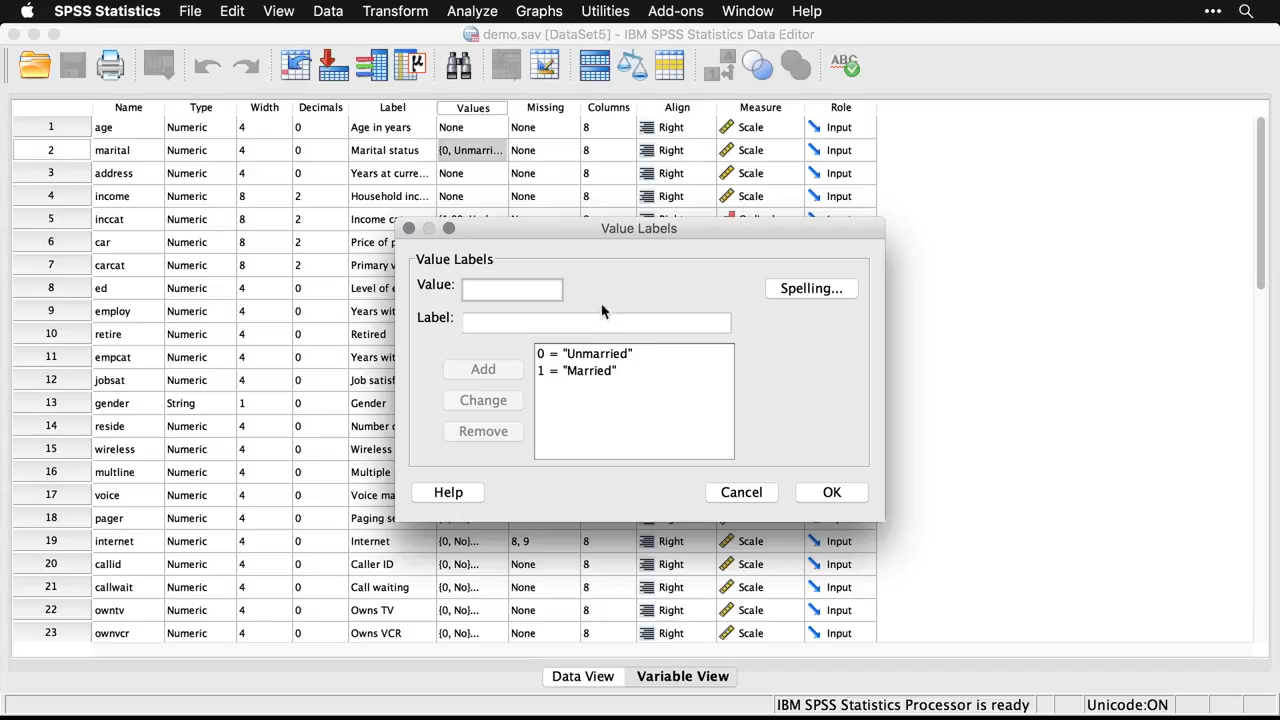 SPSS Statistics File Edit View Data Transform Analyze Graphs Utilities Add-ons Window Help
demo.sav [DataSet5] - IBM SPSS Statistics Data Editor
Name Type Width Decimals Label Values Missing Columns Align Measure Role
1 age Numeric 4 0 Age in years None None 8 Right Scale Input
2 marital Numeric 4 0 Marital status {0, Unmarri... None 8 Right Scale Input
3 address Numeric 4 0 Years at curre... None None 8 Right Scale Input
4 income Numeric 8 2 Household inc... None None 8 Right Scale Input
5 inccat Numeric 8 2 Income
6 car Numeric 8 2 Price of
7 carcat Numeric 8 2 Primary
8 ed Numeric 4 0 Level of
9 employ Numeric 4 0 Years wit
10 retire Numeric 4 0 Retired
11 empcat Numeric 4 0 Years wit
12 jobsat Numeric 4 0 Job satisf
13 gender String 1 0 Gender
14 reside Numeric 4 0 Number
15 wireless Numeric 4 0 Wireless
16 multline Numeric 4 0 Multiple
17 voice Numeric 4 0 Voice ma
18 pager Numeric 4 0 Paging se
19 internet Numeric 4 0 Internet {0, No}... 8, 9 8 Right Scale Input
20 callid Numeric 4 0 Caller ID {0, No}... None 8 Right Scale Input
21 callwait Numeric 4 0 Call waiting {0, No}... None 8 Right Scale Input
22 owntv Numeric 4 0 Owns TV {0, No}... None 8 Right Scale Input
23 ownvcr Numeric 4 0 Owns VCR {0, No}... None 8 Right Scale Input
Value Labels
Value Labels
Value: Spelling...
Label:
0 = "Unmarried"
1 = "Married"
Add
Change
Remove
Help Cancel OK
Data View Variable View
IBM SPSS Statistics Processor is ready Unicode:ON